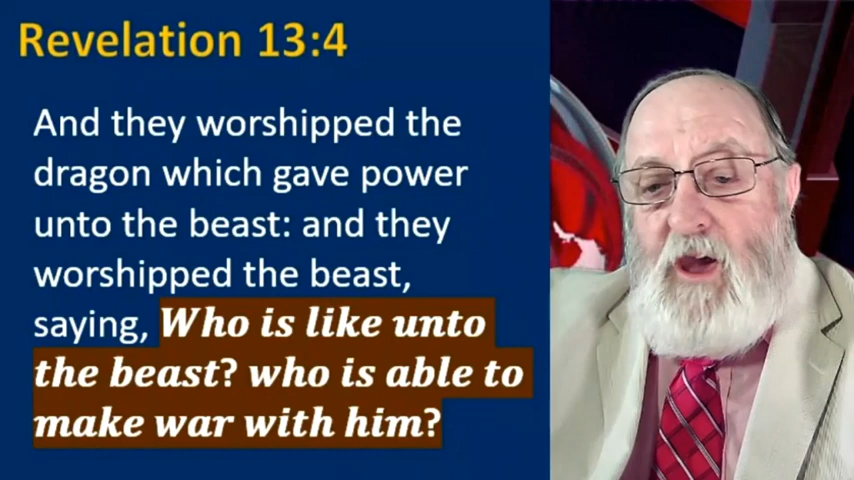 Revelation 13:4
And they worshipped the
dragon which gave power
unto the beast: and they
worshipped the beast,
saying, Who is like unto
the beast? who is able to
make war with him?